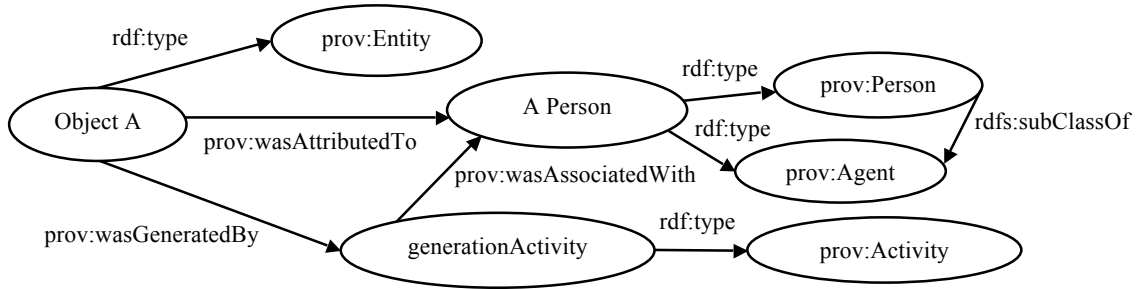 rdf:type
prov:Entity
rdf:type
prov:Person
A Person
Object A
rdfs:subClassOf
prov:wasAttributedTo
rdf:type
prov:wasAssociatedWith
prov:Agent
prov:wasGeneratedBy
rdf:type
generationActivity
prov:Activity